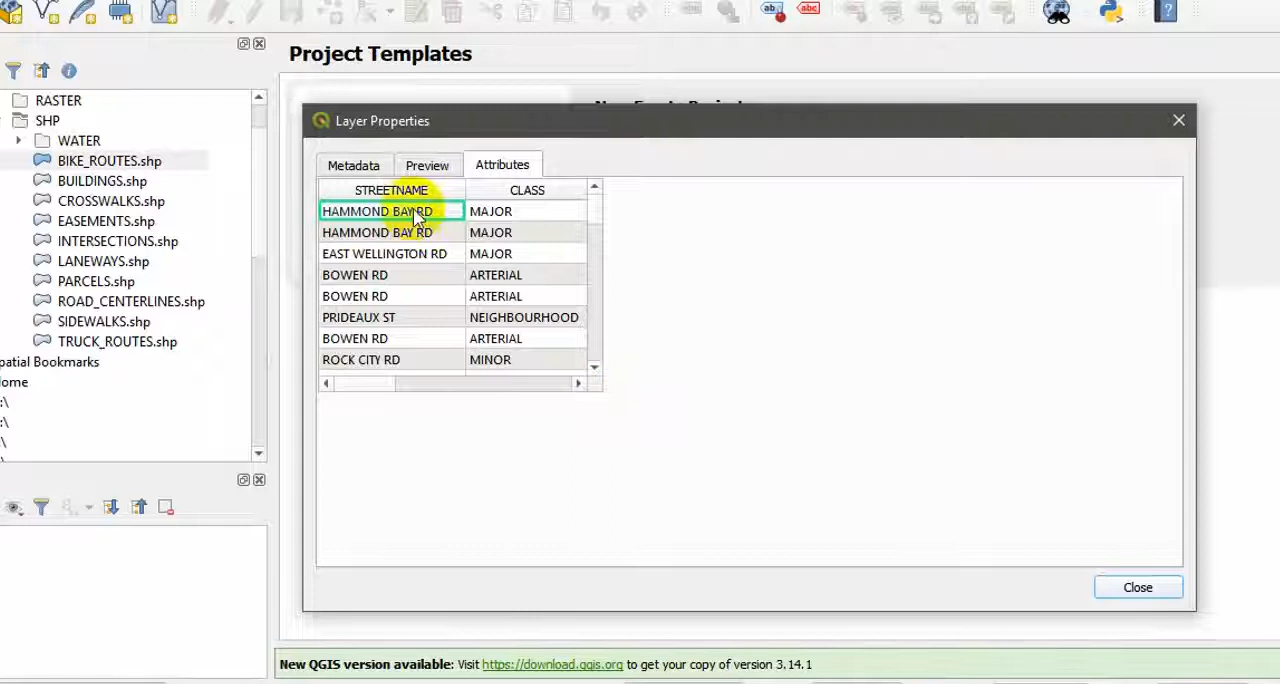 Project Templates
RASTER
SHP
WATER
BIKE_ROUTES.shp
BUILDINGS.shp
CROSSWALKS.shp
EASEMENTS.shp
INTERSECTIONS.shp
LANEWAYS.shp
PARCELS.shp
ROAD_CENTERLINES.shp
SIDEWALKS.shp
TRUCK_ROUTES.shp
patial Bookmarks
ome
:\
:\
\
Layer Properties
Metadata Preview Attributes
STREETNAME CLASS
HAMMOND BAY RD MAJOR
HAMMOND BAY RD MAJOR
EAST WELLINGTON RD MAJOR
BOWEN RD ARTERIAL
BOWEN RD ARTERIAL
PRIDEAUX ST NEIGHBOURHOOD
BOWEN RD ARTERIAL
ROCK CITY RD MINOR
Close
New QGIS version available: Visit https://download.qgis.org to get your copy of version 3.14.1